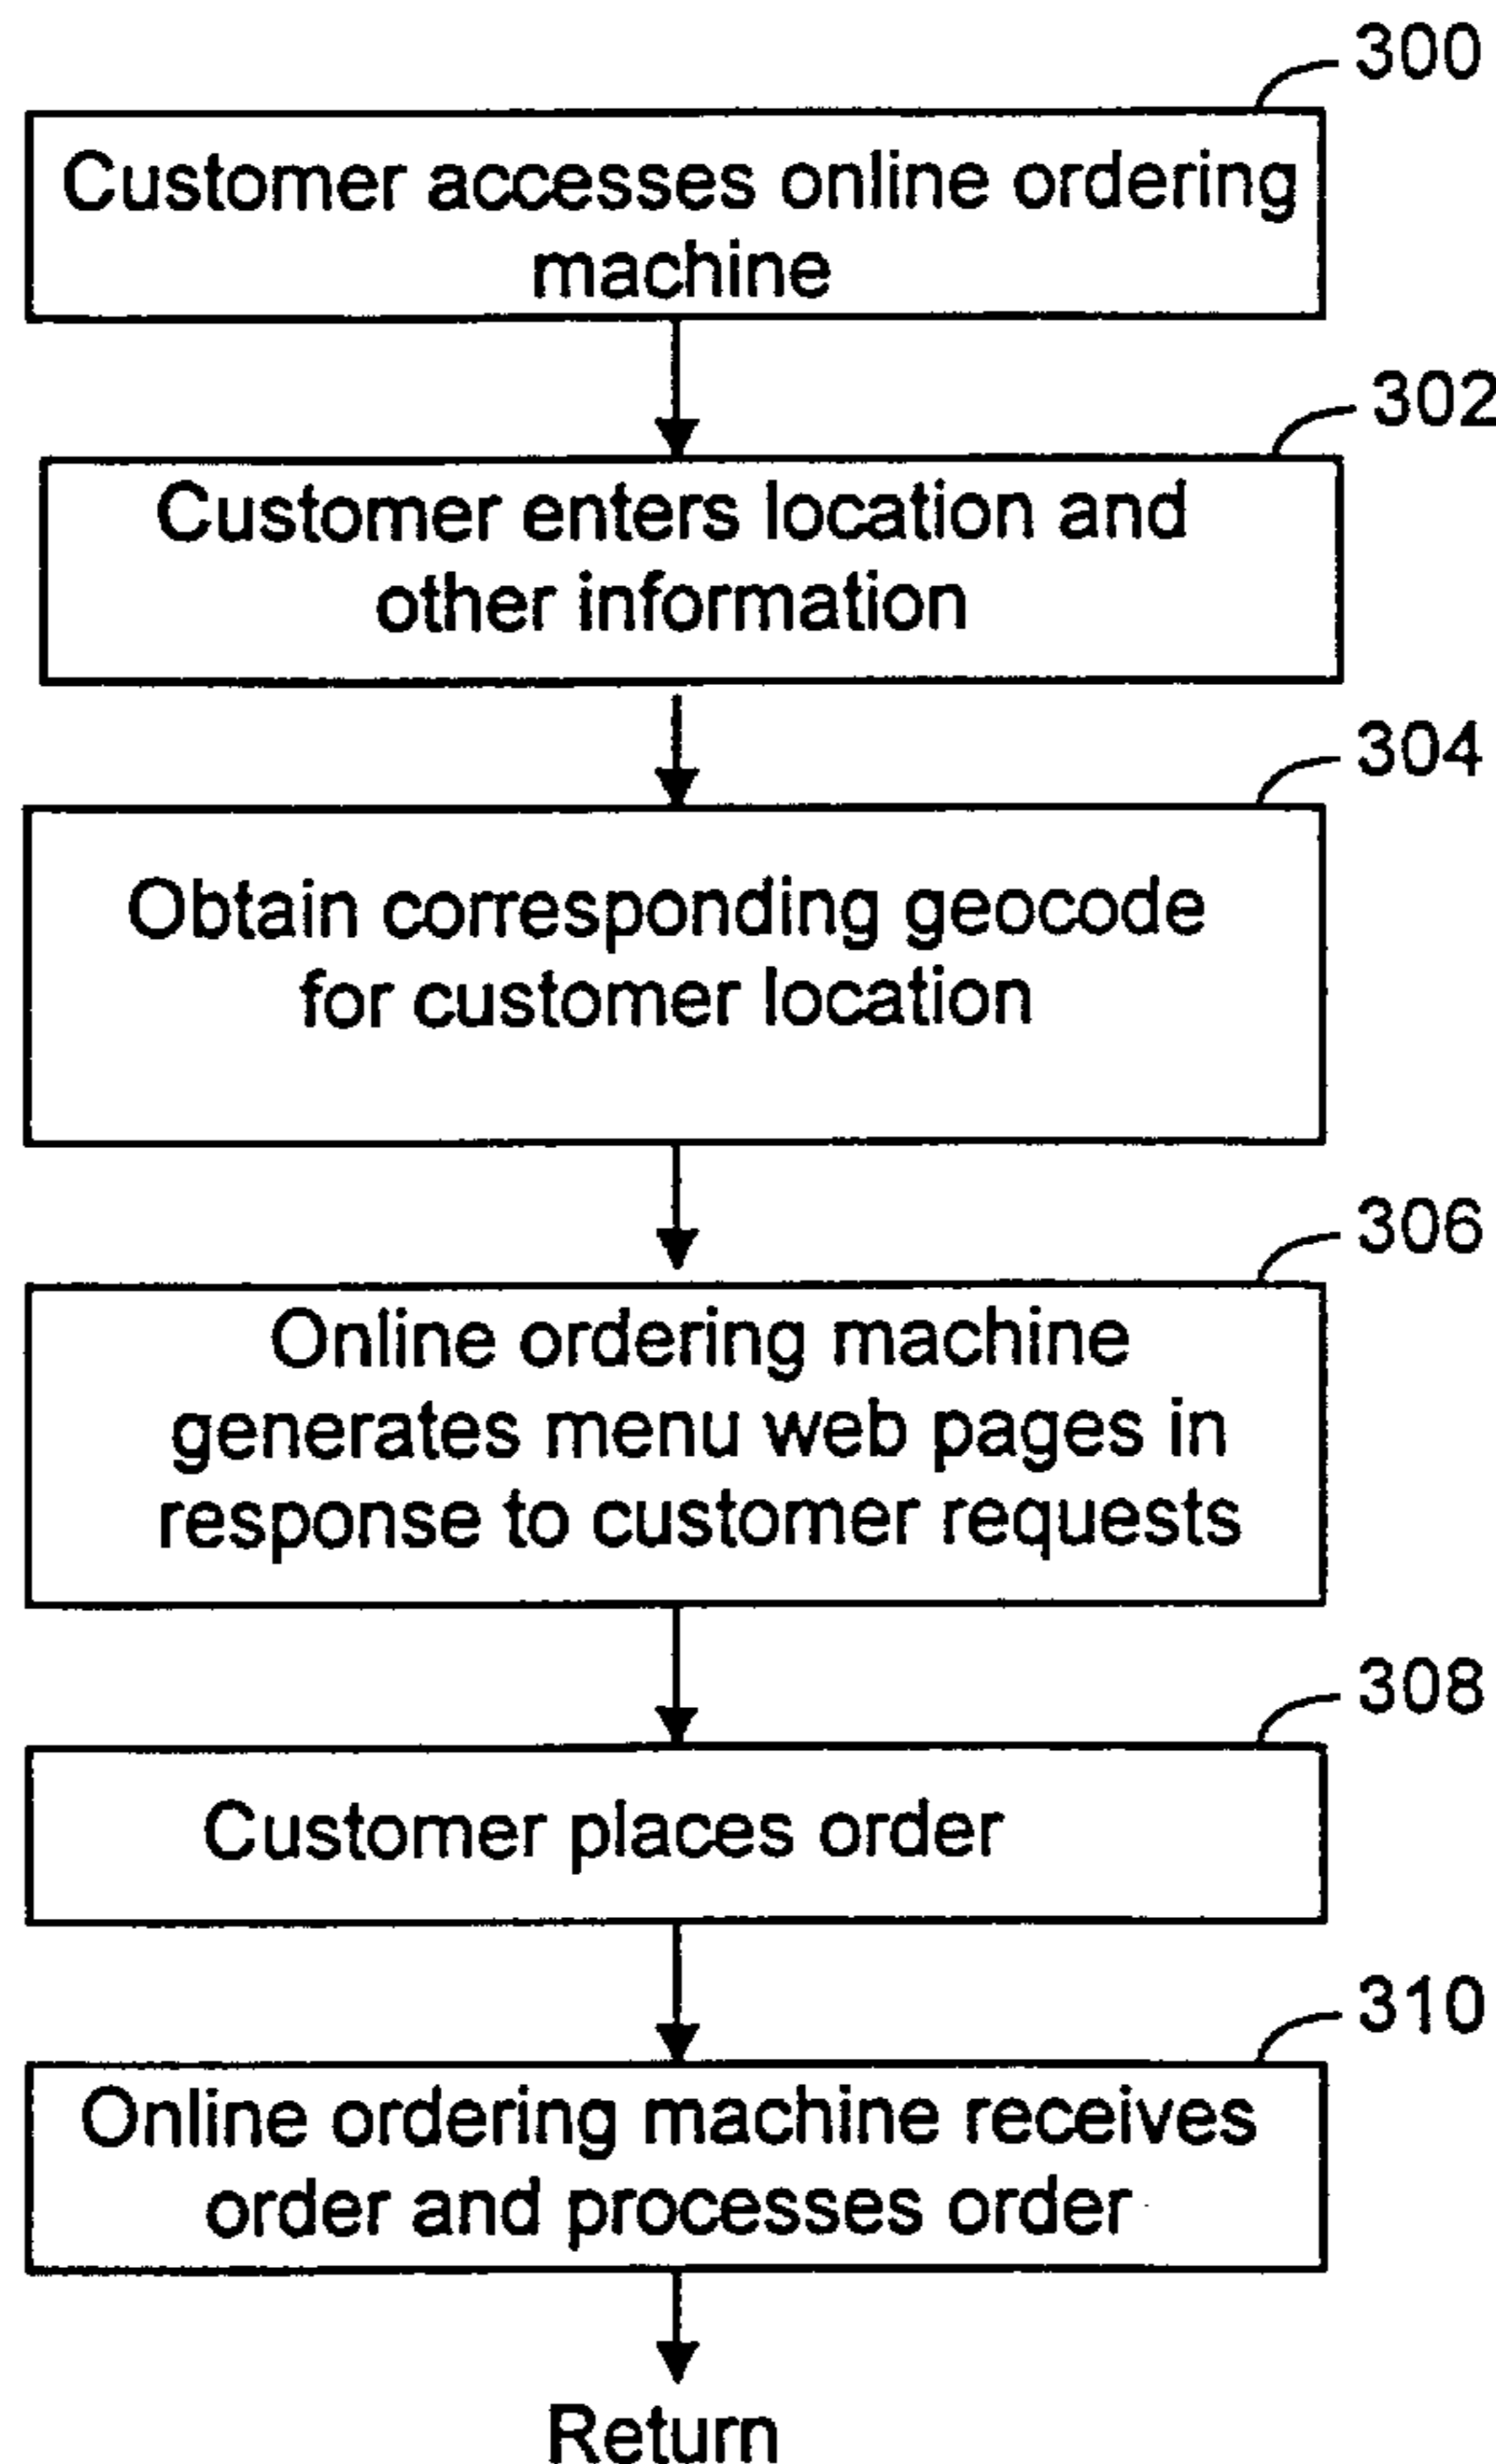 300
Customer accesses online ordering
machine
302
Customer enters location and
other information
304
Obtain corresponding geocode
for customer location
306
Online ordering machine
generates menu web pages in
response to customer requests
308
Customer places order
310
Online ordering machine receives
order and processes order
Return